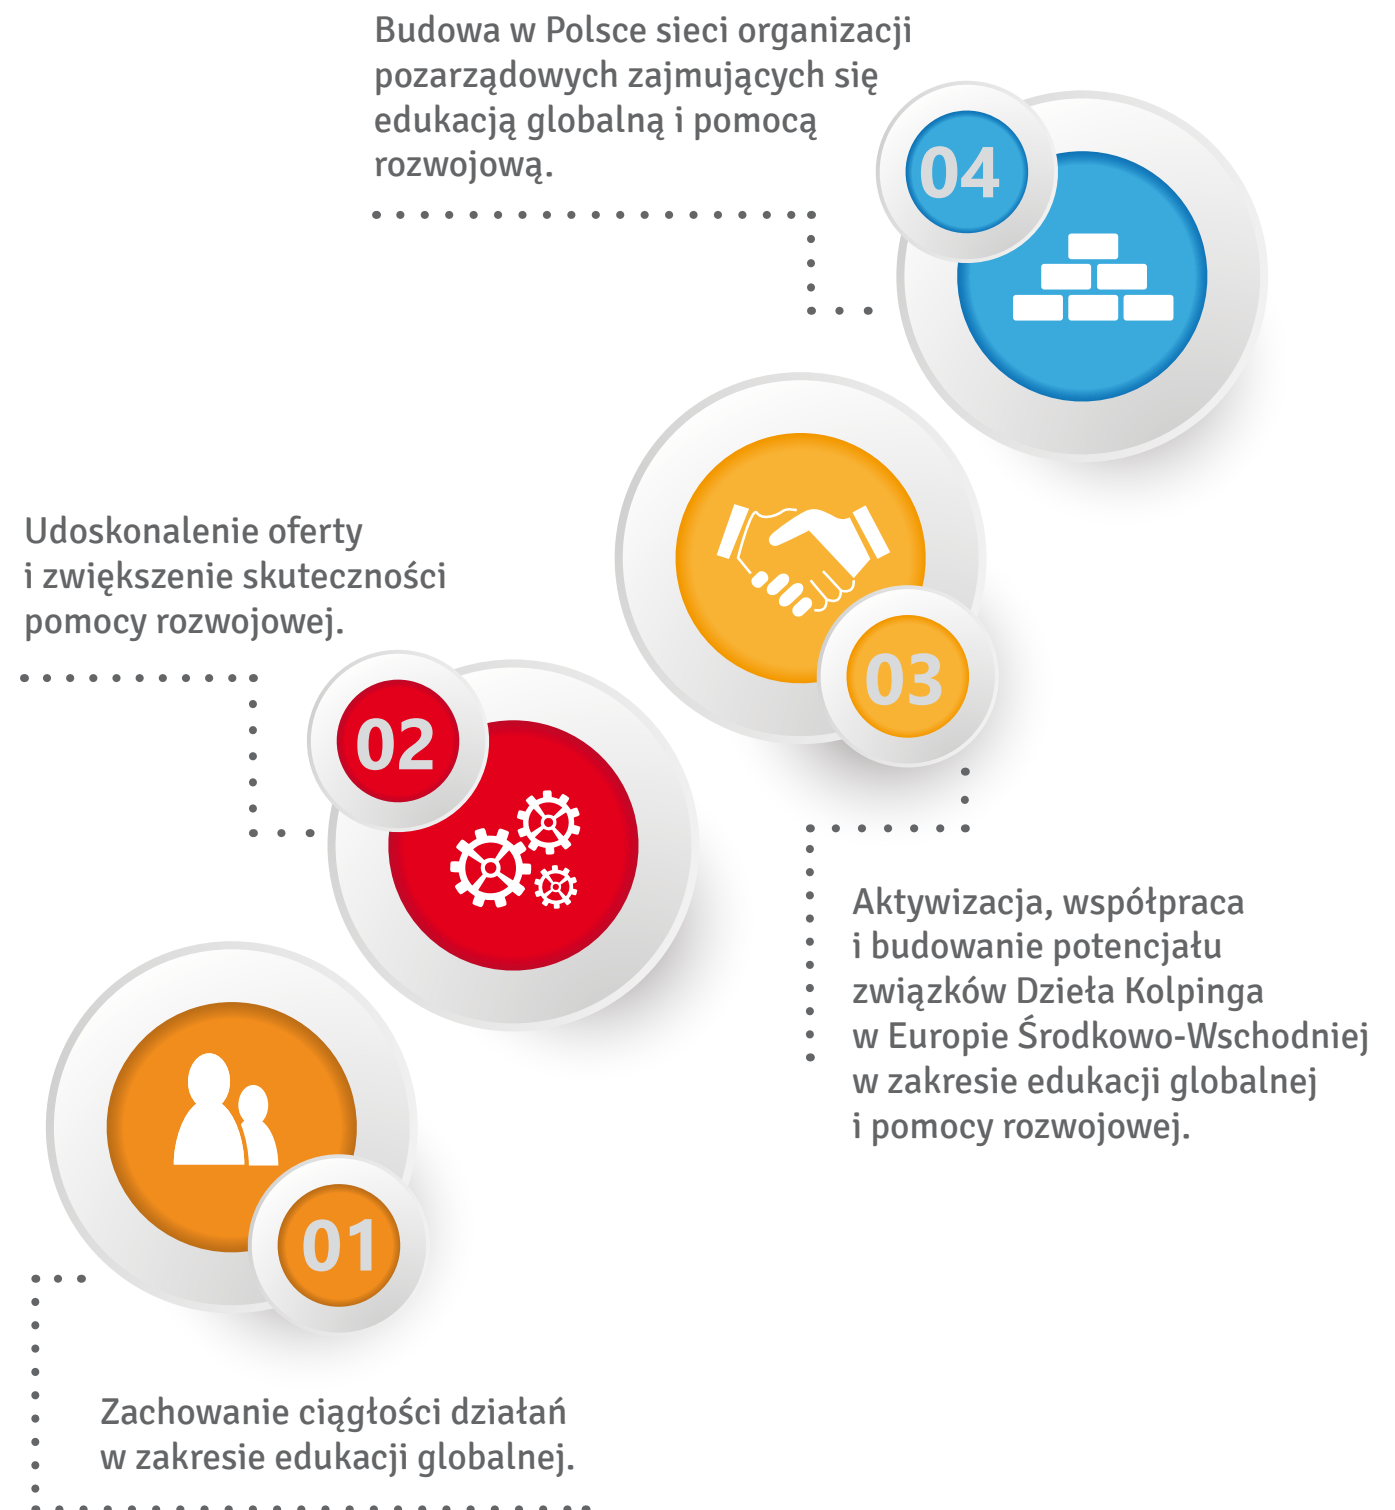 Budowa w Polsce sieci organizacji
pozarządowych zajmujących się
edukacją globalną i pomocą
rozwojową.
04
Udoskonalenie oferty
i zwiększenie skuteczności
pomocy rozwojowej.
02
03
Aktywizacja, współpraca
i budowanie potencjału
związków Dzieła Kolpinga
w Europie Środkowo-Wschodniej
w zakresie edukacji globalnej
i pomocy rozwojowej.
01
Zachowanie ciągłości działań
w zakresie edukacji globalnej.